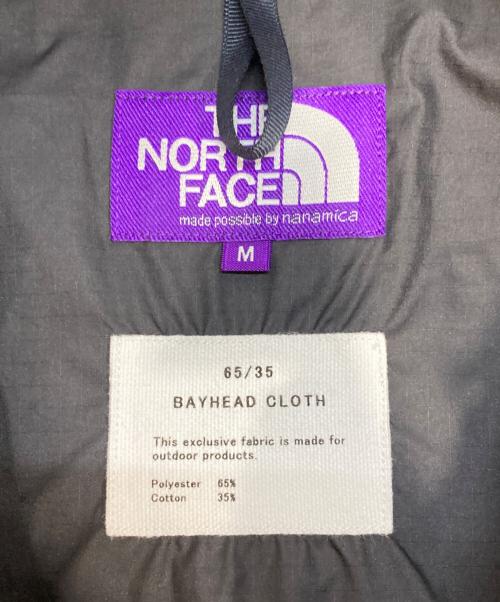 THE
NORTH
FACE
made possible by nanamica
M
65/35
BAYHEAD CLOTH
This exclusive fabric is made for
outdoor products.
Polyester 65%
Cotton 35%